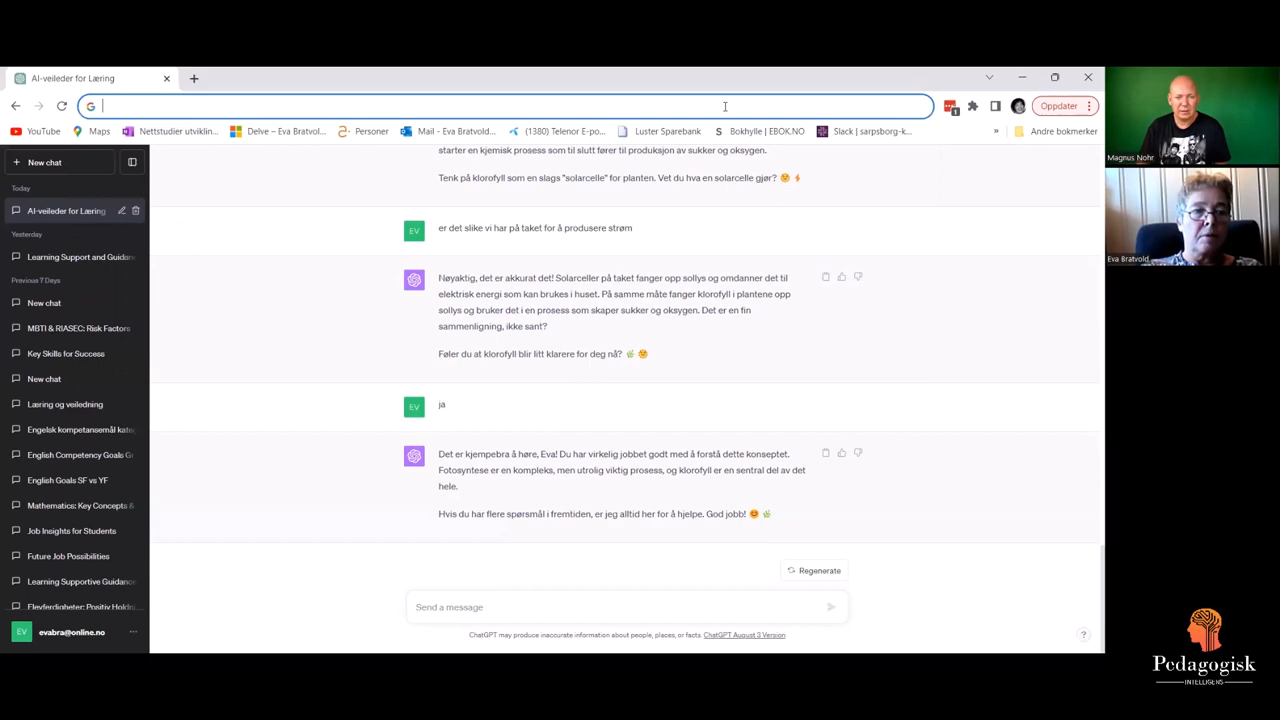 AI-veileder for Læring
Oppdater
YouTube
Maps
Nettstudier utviklin...
Delve – Eva Bratvol...
Personer
Mail - Eva Bratvold...
(1380) Telenor E-po...
Luster Sparebank
Bokhylle | EBOK.NO
Slack | sarpsborg-k...
Andre bokmerker
New chat
Today
AI-veileder for Læring
Yesterday
Learning Support and Guidanc
Previous 7 Days
New chat
MBTI & RIASEC: Risk Factors
Key Skills for Success
New chat
Læring og veiledning
Engelsk kompetansemål kate
English Competency Goals Gr
English Goals SF vs YF
Mathematics: Key Concepts &
Job Insights for Students
Future Job Possibilities
Learning Supportive Guidance
Elevferdigheter: Positiv Holdn
EV
evabra@online.no
starter en kjemisk prosess som til slutt fører til produksjon av sukker og oksygen.
Tenk på klorofyll som en slags "solarcelle" for planten. Vet du hva en solarcelle gjør?
EV
er det slike vi har på taket for å produsere strøm
Nøyaktig, det er akkurat det! Solarceller på taket fanger opp sollys og omdanner det til
elektrisk energi som kan brukes i huset. På samme måte fanger klorofyll i plantene opp
sollys og bruker det i en prosess som skaper sukker og oksygen. Det er en fin
sammenligning, ikke sant?
Føler du at klorofyll blir litt klarere for deg nå?
EV
ja
Det er kjempebra å høre, Eva! Du har virkelig jobbet godt med å forstå dette konseptet.
Fotosyntese er en kompleks, men utrolig viktig prosess, og klorofyll er en sentral del av det
hele.
Hvis du har flere spørsmål i fremtiden, er jeg alltid her for å hjelpe. God jobb!
Regenerate
Send a message
ChatGPT may produce inaccurate information about people, places, or facts. ChatGPT August 3 Version
Magnus Nohr
Eva Bratvold
Pedagogisk
INTELLIGENS